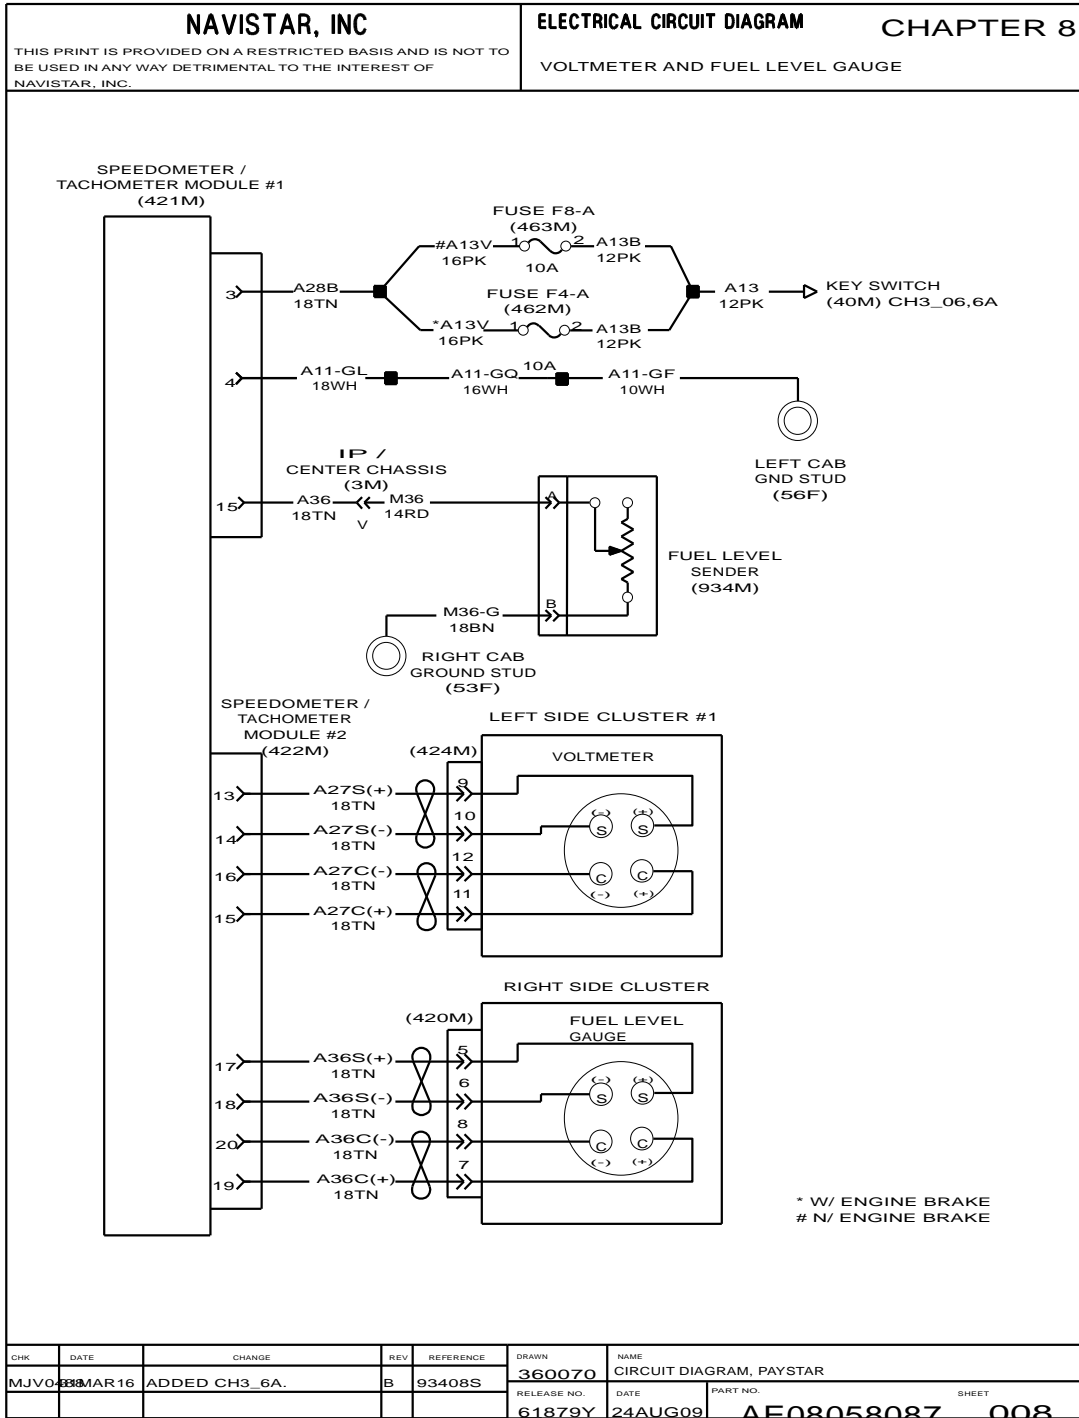 NAVISTAR, INC
THIS PRINT IS PROVIDED ON A RESTRICTED BASIS AND IS NOT TO
BE USED IN ANY WAY DETRIMENTAL TO THE INTEREST OF
NAVISTAR, INC.
ELECTRICAL CIRCUIT DIAGRAM
CHAPTER 8
VOLTMETER AND FUEL LEVEL GAUGE
SPEEDOMETER /
TACHOMETER MODULE #1
(421M)
FUSE F8-A
(463M)
#A13V
16PK
1
2
10A
A13B
12PK
3
A28B
18TN
FUSE F4-A
(462M)
*A13V
16PK
1
2
A13B
12PK
10A
A13
12PK
KEY SWITCH
(40M) CH3_06,6A
4
A11-GL
18WH
A11-GQ
16WH
A11-GF
10WH
LEFT CAB
GND STUD
(56F)
IP /
CENTER CHASSIS
(3M)
15
A36
18TN
V
M36
14RD
A
B
FUEL LEVEL
SENDER
(934M)
M36-G
18BN
RIGHT CAB
GROUND STUD
(53F)
SPEEDOMETER /
TACHOMETER
MODULE #2
(422M)
LEFT SIDE CLUSTER #1
(424M)
VOLTMETER
13
A27S(+)
18TN
9
14
A27S(-)
18TN
10
16
A27C(-)
18TN
12
15
A27C(+)
18TN
11
(-)
(+)
S
S
C
C
(-)
(+)
RIGHT SIDE CLUSTER
(420M)
FUEL LEVEL
GAUGE
17
A36S(+)
18TN
5
18
A36S(-)
18TN
6
20
A36C(-)
18TN
8
19
A36C(+)
18TN
7
(-)
(+)
S
S
C
C
(-)
(+)
* W/ ENGINE BRAKE
# N/ ENGINE BRAKE
CHK
DATE
CHANGE
REV
REFERENCE
MAR16
ADDED CH3_6A.
B
93408S
DRAWN
360070
NAME
CIRCUIT DIAGRAM, PAYSTAR
RELEASE NO.
61879Y
DATE
24AUG09
PART NO.
AE08058087
SHEET
008